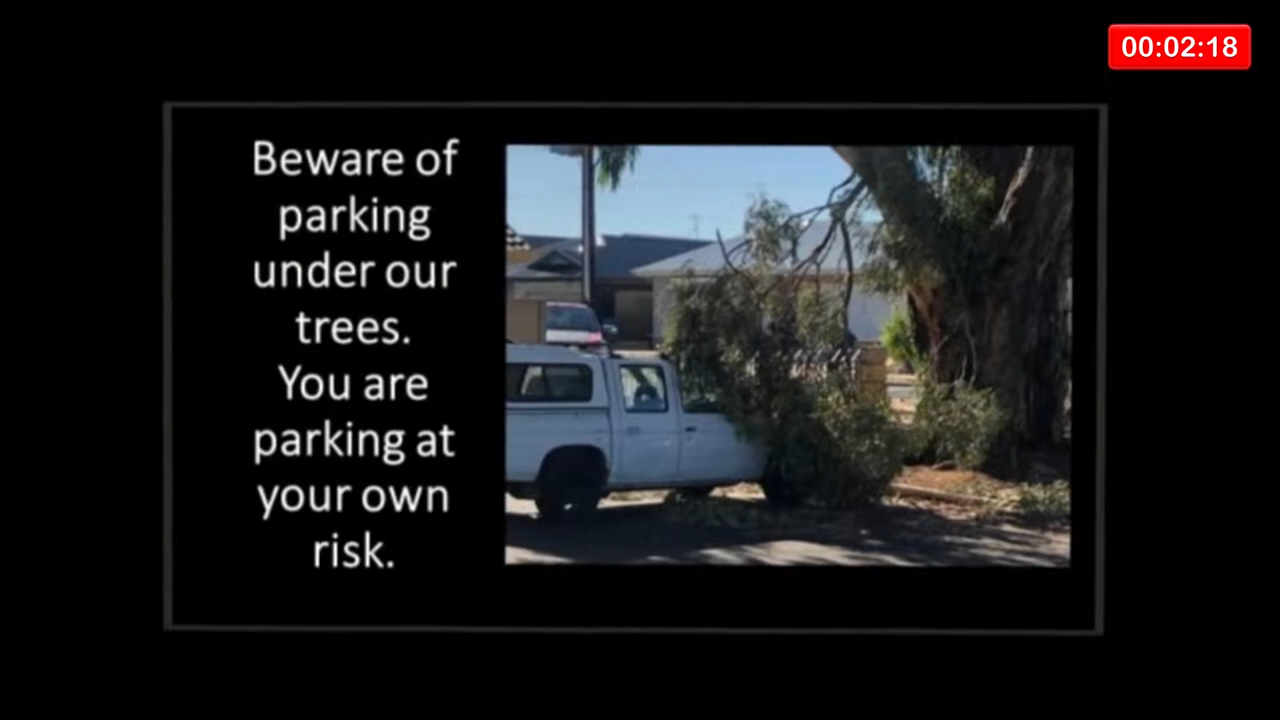 00:02:18
Beware of
parking
under our
trees.
You are
parking at
your own
risk.